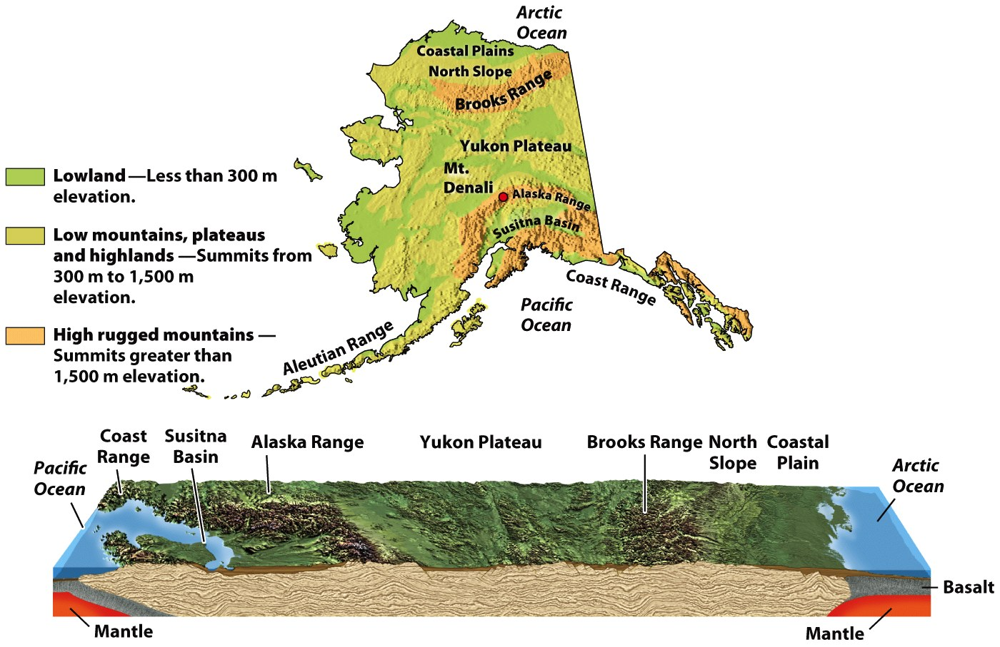 Arctic
Ocean
Coastal Plains
North Slope
Brooks Range
Yukon Plateau
Mt.
Denali
Alaska Range
Susitna Basin
Coast Range
Pacific
Ocean
Aleutian Range
Lowland —Less than 300 m
elevation.
Low mountains, plateaus
and highlands —Summits from
300 m to 1,500 m
elevation.
High rugged mountains —
Summits greater than
1,500 m elevation.
Pacific
Ocean
Coast
Range
Susitna
Basin
Alaska Range
Yukon Plateau
Brooks Range
North
Slope
Coastal
Plain
Arctic
Ocean
Basalt
Mantle
Mantle